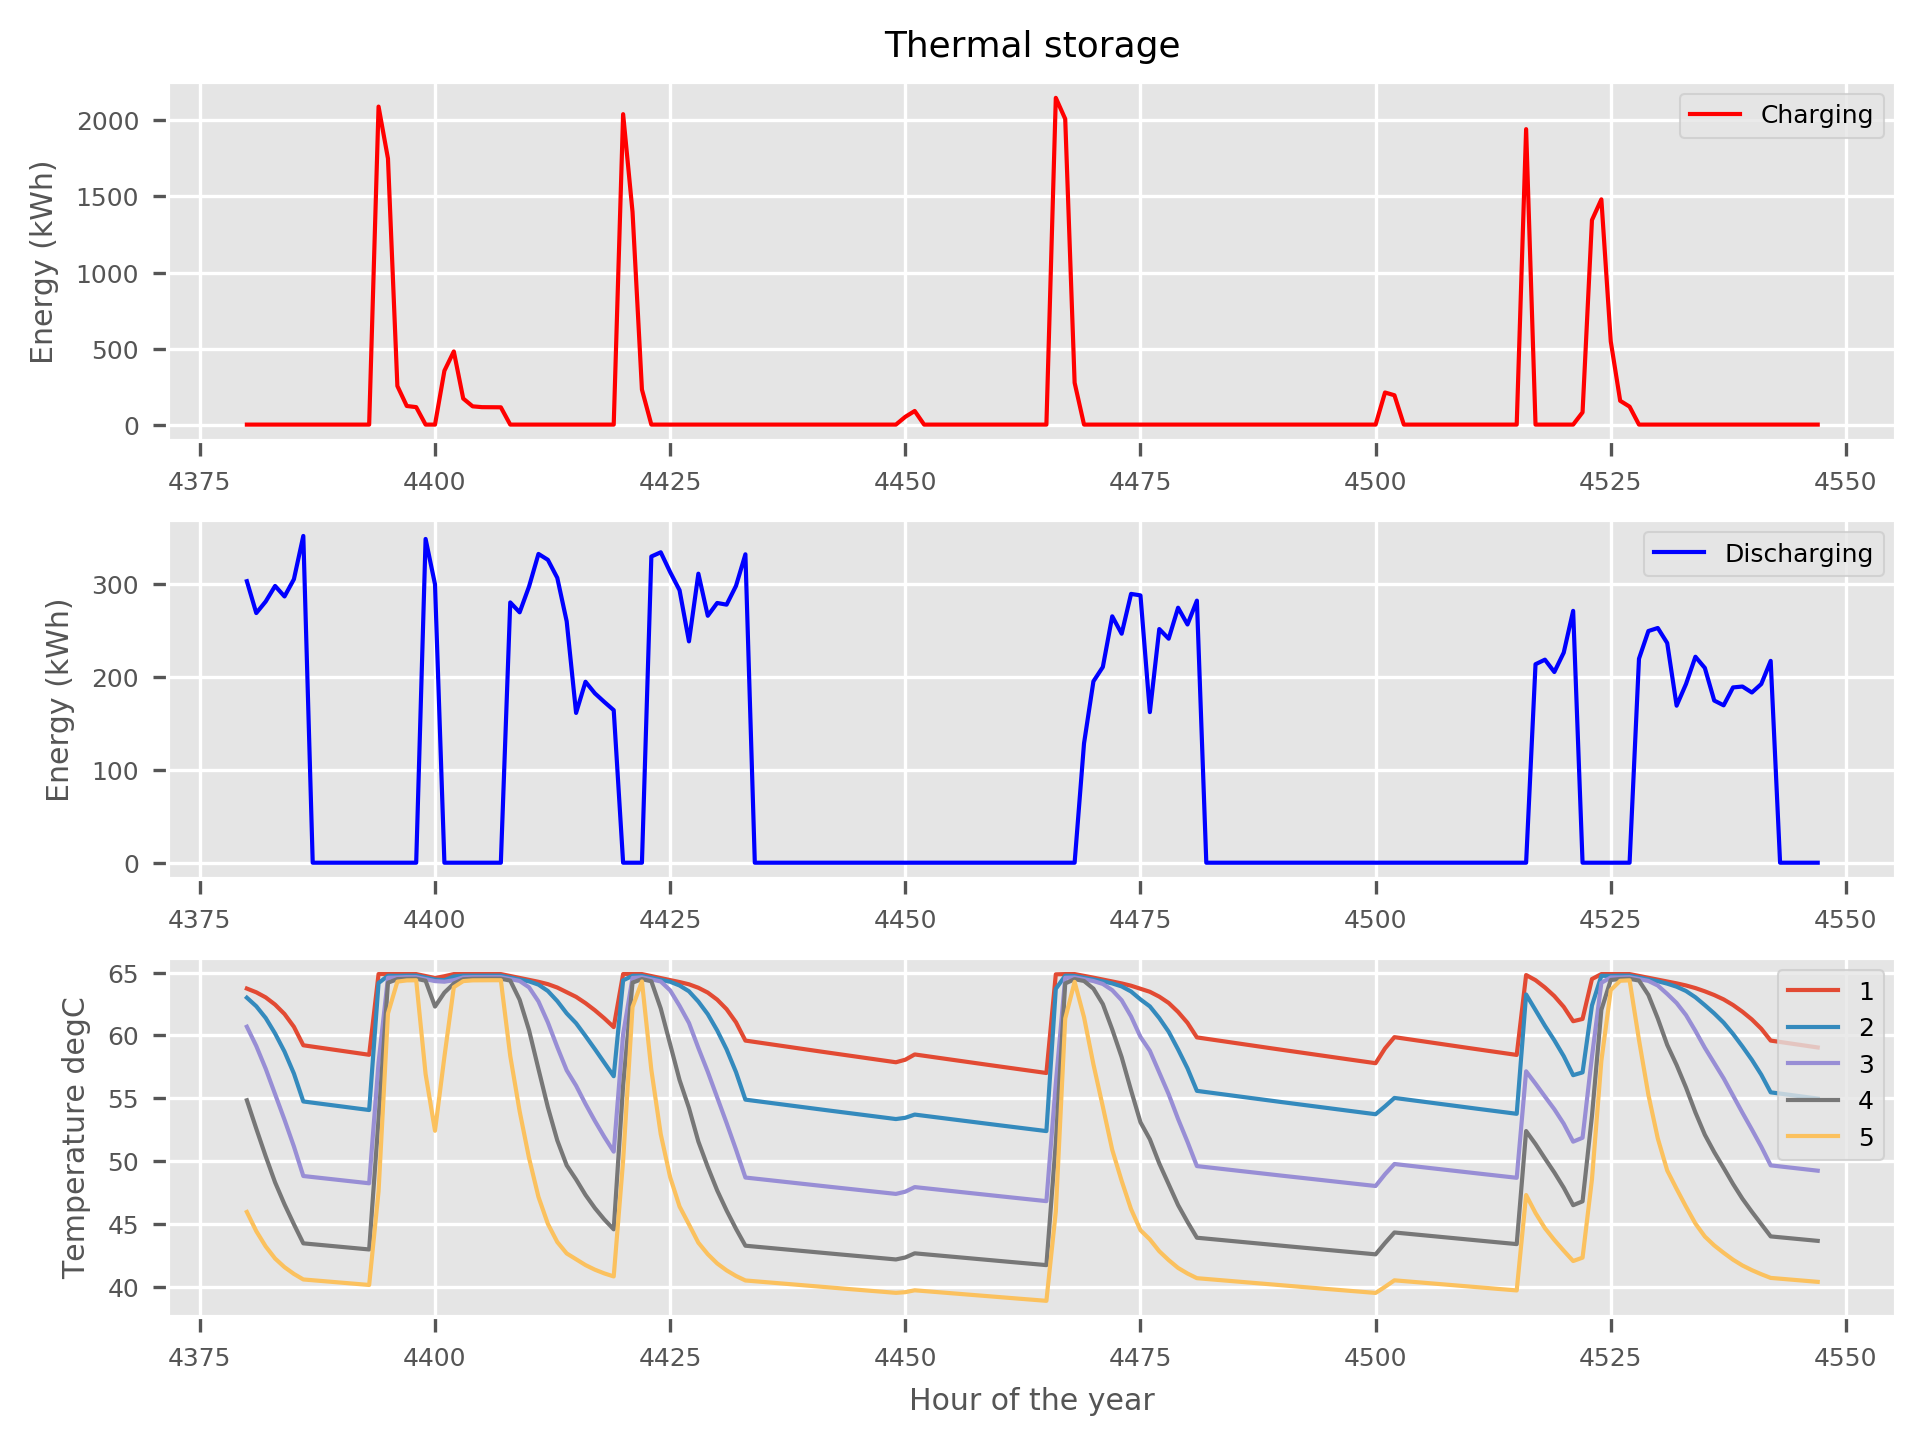 Thermal storage
Energy (kWh)
2000
1500
1000
500
0
Charging
4375 4400 4425 4450 4475 4500 4525 4550
Energy (kWh)
300
200
100
0
Discharging
4375 4400 4425 4450 4475 4500 4525 4550
Temperature degC
65
60
55
50
45
40
1
2
3
4
5
4375 4400 4425 4450 4475 4500 4525 4550
Hour of the year